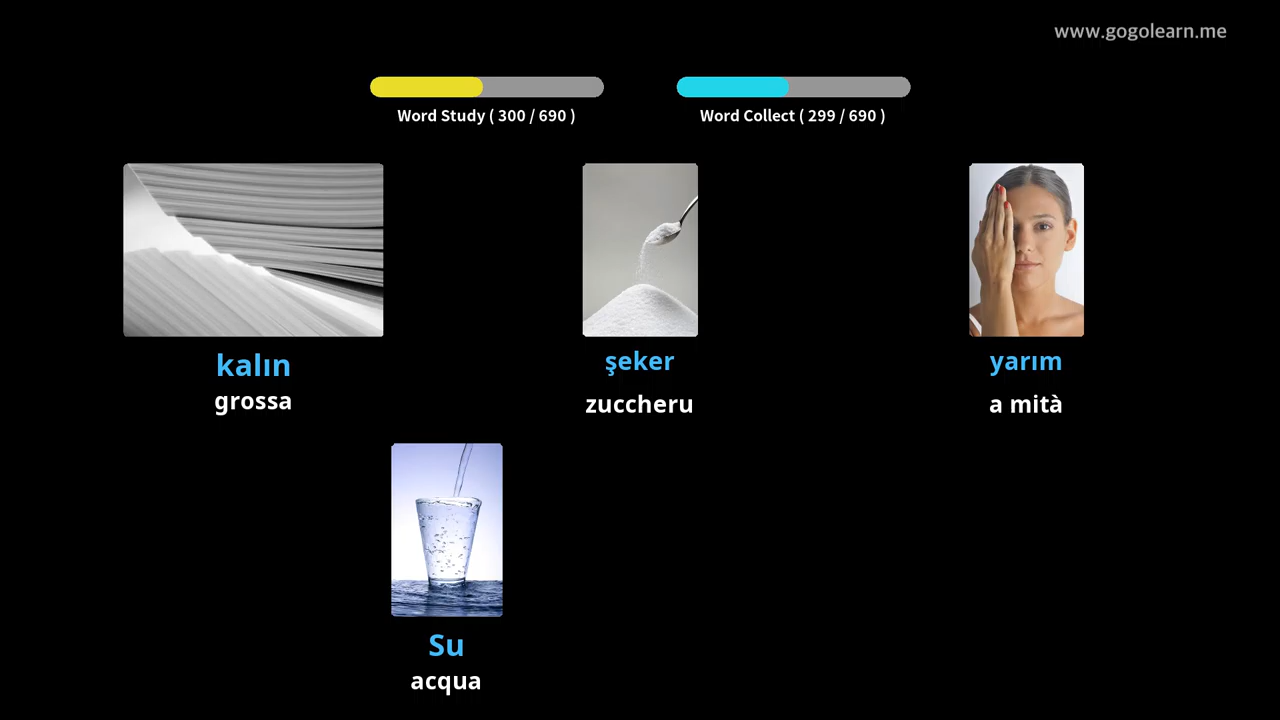 www.gogolearn.me
Word Study ( 300 / 690 )
Word Collect ( 299 / 690 )
kalın
grossa
şeker
zuccheru
yarım
a mità
Su
acqua